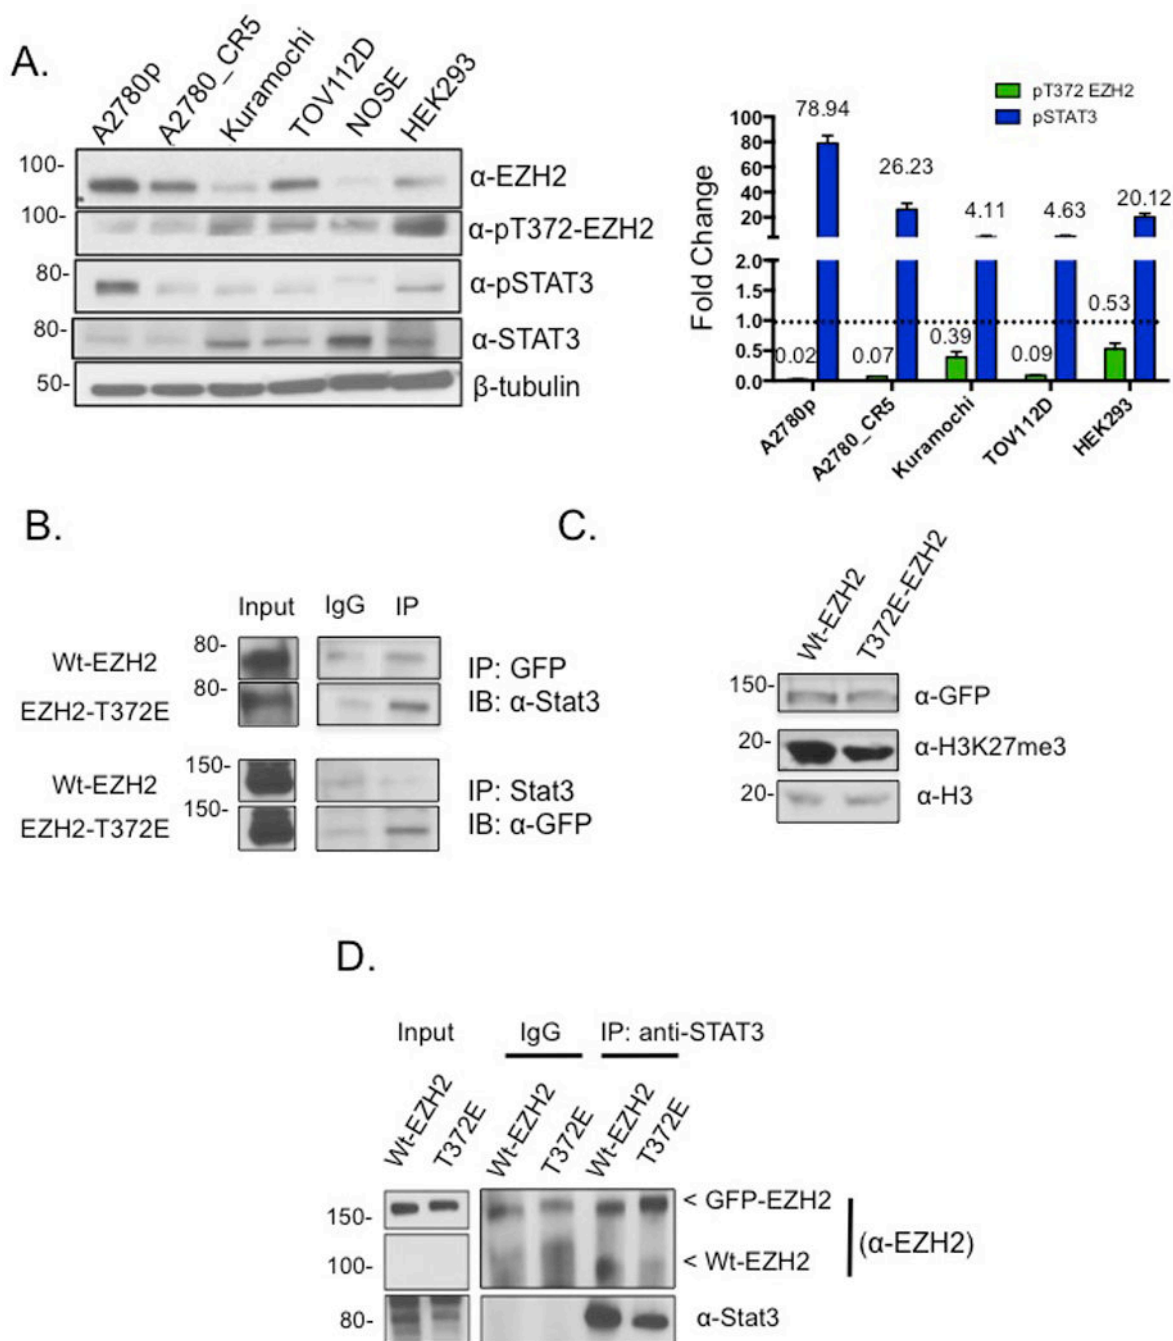 A.
A2780p
A2780_CR5
Kuramochi
TOV112D
NOSE
HEK293
100-
α-EZH2
100-
α-pT372-EZH2
80-
α-pSTAT3
80-
α-STAT3
50-
β-tubulin
pT372 EZH2
pSTAT3
Fold Change
100
80
60
40
20
2.0
1.5
1.0
0.5
0.0
78.94
26.23
4.11
4.63
20.12
0.02
0.07
0.39
0.09
0.53
A2780p
A2780_CR5
Kuramochi
TOV112D
HEK293
B.
Input
IgG
IP
Wt-EZH2
80-
IP: GFP
EZH2-T372E
80-
IB: α-Stat3
Wt-EZH2
150-
IP: Stat3
EZH2-T372E
150-
IB: α-GFP
C.
Wt-EZH2
T372E-EZH2
150-
α-GFP
20-
α-H3K27me3
20-
α-H3
D.
Input
IgG
IP: anti-STAT3
Wt-EZH2
T372E
Wt-EZH2
T372E
Wt-EZH2
T372E
150-
< GFP-EZH2
(α-EZH2)
100-
< Wt-EZH2
80-
α-Stat3